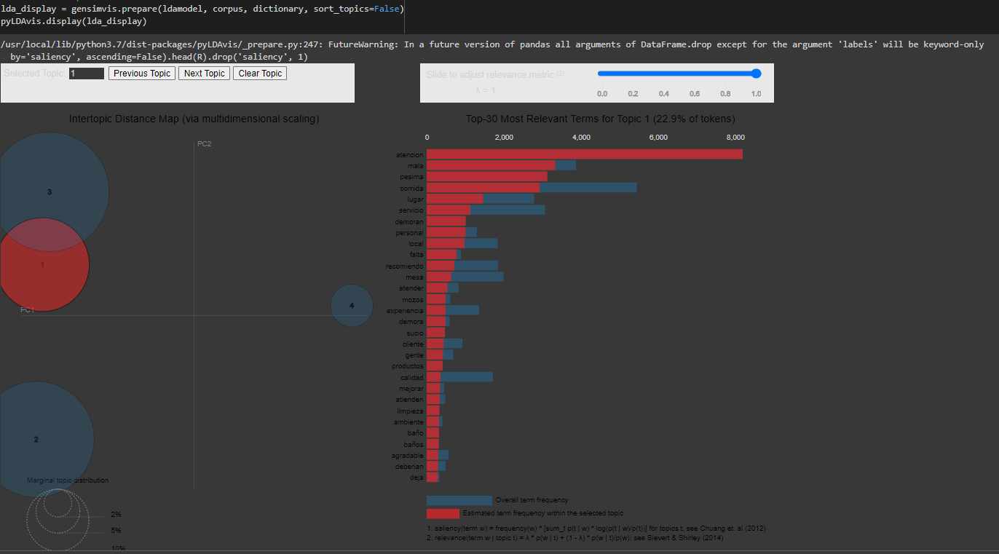 lda_display = gensimvis.prepare(ldamodel, corpus, dictionary, sort_topics=False)
pyLDAvis.display(lda_display)
/usr/local/lib/python3.7/dist-packages/pyLDAvis/_prepare.py:247: FutureWarning: In a future version of pandas all arguments of DataFrame.drop except for the argument 'labels' will be keyword-only
by='saliency', ascending=False).head(R).drop('saliency', 1)
Selected Topic: 1 Previous Topic Next Topic Clear Topic
Slide to adjust relevance metric:(2)
λ = 1
0.0 0.2 0.4 0.6 0.8 1.0
Intertopic Distance Map (via multidimensional scaling)
PC2
3
1
PC1
4
2
Marginal topic distribution
2%
5%
10%
Top-30 Most Relevant Terms for Topic 1 (22.9% of tokens)
0 2,000 4,000 6,000 8,000
atencion
mala
pesima
comida
lugar
servicio
demoran
personal
local
falta
recomiendo
mesa
atender
mozos
experiencia
demora
sucio
cliente
gente
productos
calidad
mejorar
atienden
limpieza
ambiente
baño
baños
agradable
deberian
deja
Overall term frequency
Estimated term frequency within the selected topic
1. saliency(term w) = frequency(w) * [sum_t p(t | w) * log(p(t | w)/p(t))] for topics t; see Chuang et. al (2012)
2. relevance(term w | topic t) = λ * p(w | t) + (1 - λ) * p(w | t)/p(w); see Sievert & Shirley (2014)